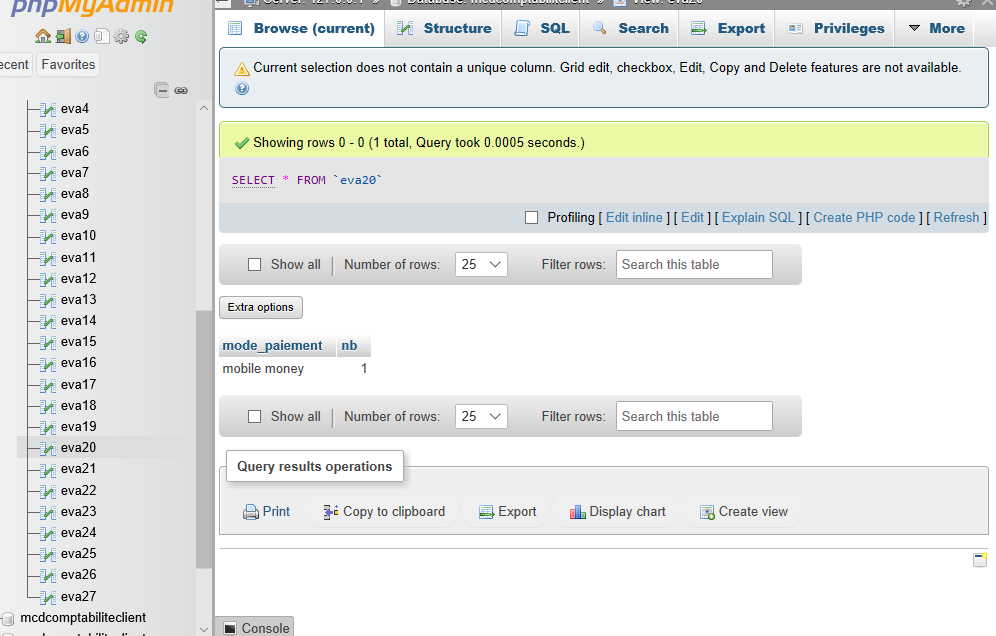 phpMyAdmin
Favorites
eva4
eva5
eva6
eva7
eva8
eva9
eva10
eva11
eva12
eva13
eva14
eva15
eva16
eva17
eva18
eva19
eva20
eva21
eva22
eva23
eva24
eva25
eva26
eva27
mcdcomptabiliteclient
Server: 127.0.0.1 » Database: mcdcomptabiliteclient » View: eva20
Browse (current) Structure SQL Search Export Privileges More
Current selection does not contain a unique column. Grid edit, checkbox, Edit, Copy and Delete features are not available.
Showing rows 0 - 0 (1 total, Query took 0.0005 seconds.)
SELECT * FROM `eva20`
Profiling [ Edit inline ] [ Edit ] [ Explain SQL ] [ Create PHP code ] [ Refresh ]
Show all | Number of rows: 25 Filter rows: Search this table
Extra options
mode_paiement nb
mobile money 1
Show all | Number of rows: 25 Filter rows: Search this table
Query results operations
Print Copy to clipboard Export Display chart Create view
Console